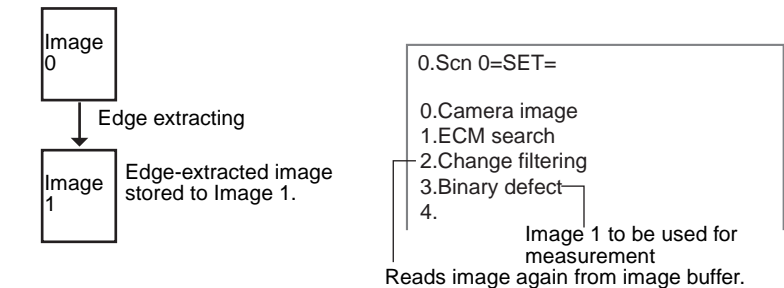 Image
0
Edge extracting
Image
1
Edge-extracted image
stored to Image 1.
0.Scn 0=SET=
0.Camera image
1.ECM search
2.Change filtering
3.Binary defect
4.
Image 1 to be used for
measurement
Reads image again from image buffer.